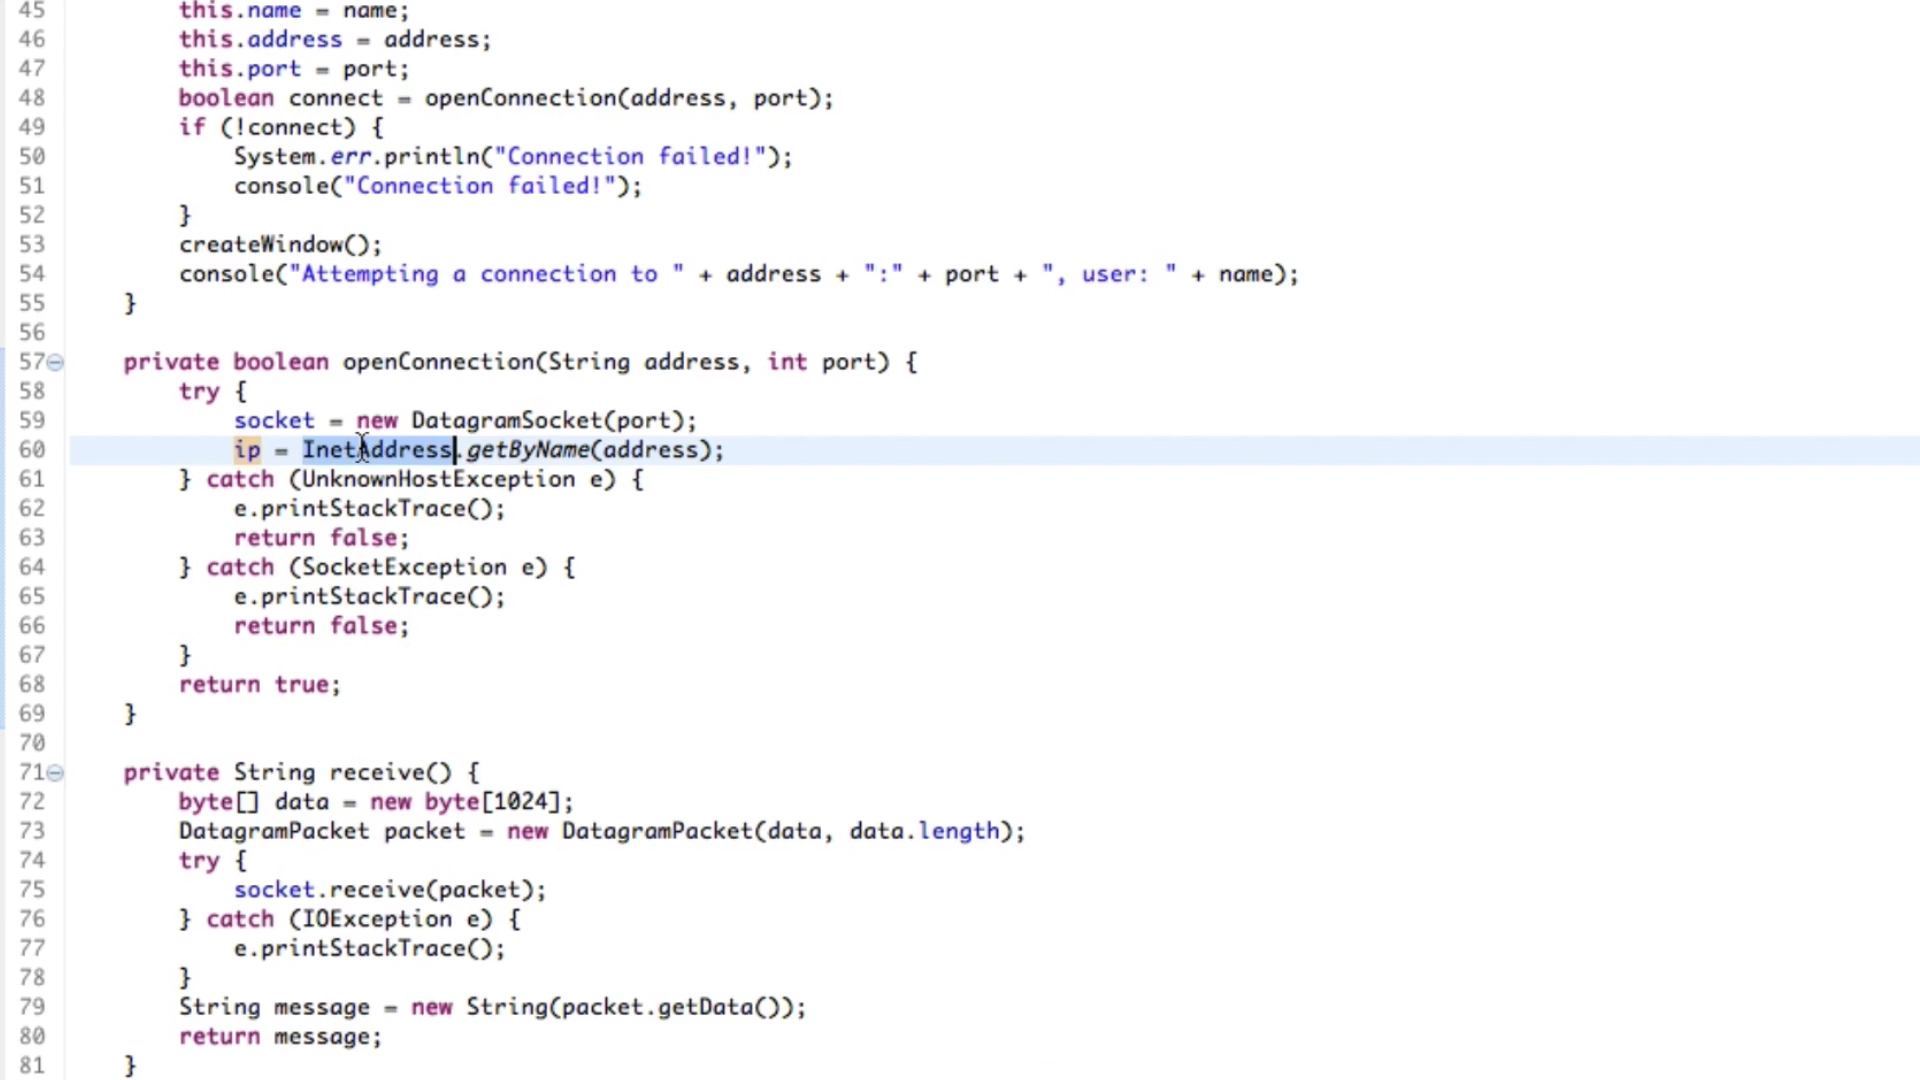 45 this.name = name;
46 this.address = address;
47 this.port = port;
48 boolean connect = openConnection(address, port);
49 if (!connect) {
50 System.err.println("Connection failed!");
51 console("Connection failed!");
52 }
53 createWindow();
54 console("Attempting a connection to " + address + ":" + port + ", user: " + name);
55 }
56
57 private boolean openConnection(String address, int port) {
58 try {
59 socket = new DatagramSocket(port);
60 ip = InetAddress.getByName(address);
61 } catch (UnknownHostException e) {
62 e.printStackTrace();
63 return false;
64 } catch (SocketException e) {
65 e.printStackTrace();
66 return false;
67 }
68 return true;
69 }
70
71 private String receive() {
72 byte[] data = new byte[1024];
73 DatagramPacket packet = new DatagramPacket(data, data.length);
74 try {
75 socket.receive(packet);
76 } catch (IOException e) {
77 e.printStackTrace();
78 }
79 String message = new String(packet.getData());
80 return message;
81 }